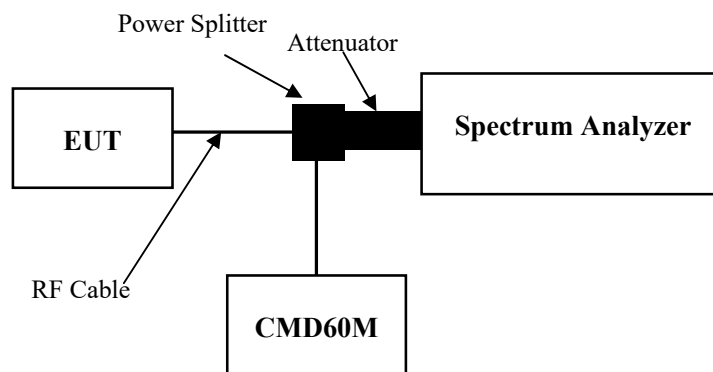 Power Splitter
Attenuator
EUT
Spectrum Analyzer
RF Cable
CMD60M